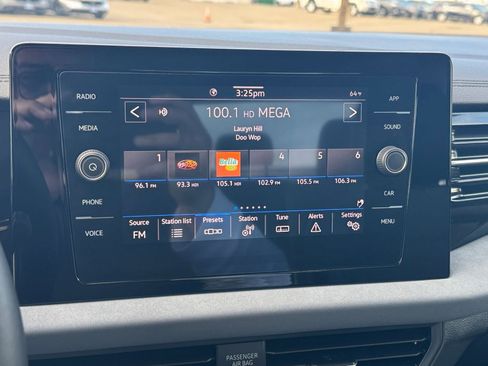 3:25pm
64°F
RADIO
MEDIA
PHONE
VOICE
100.1 HD MEGA
Lauryn Hill
Doo Wop
1
Bella
4
5
6
96.1 FM
93.3 HD1
105.1 HD1
102.9 FM
105.5 FM
106.3 FM
Source
FM
Station list
Presets
Station
Tune
Alerts
Settings
APP
SOUND
CAR
MENU
PASSENGER
AIR BAG